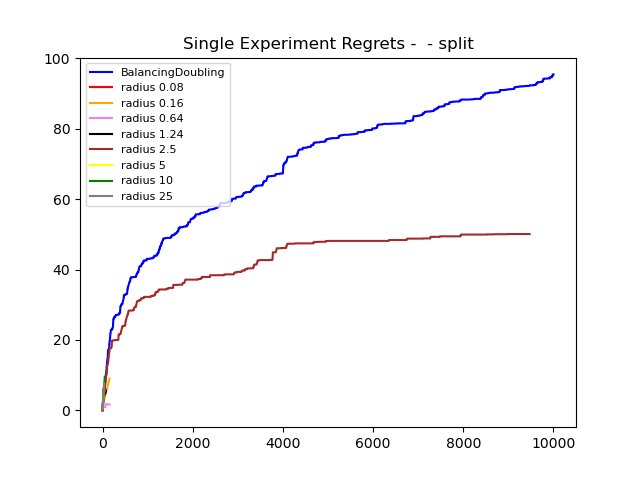 Single Experiment Regrets -  - split
100
80
60
40
20
0
BalancingDoubling
radius 0.08
radius 0.16
radius 0.64
radius 1.24
radius 2.5
radius 5
radius 10
radius 25
0 2000 4000 6000 8000 10000